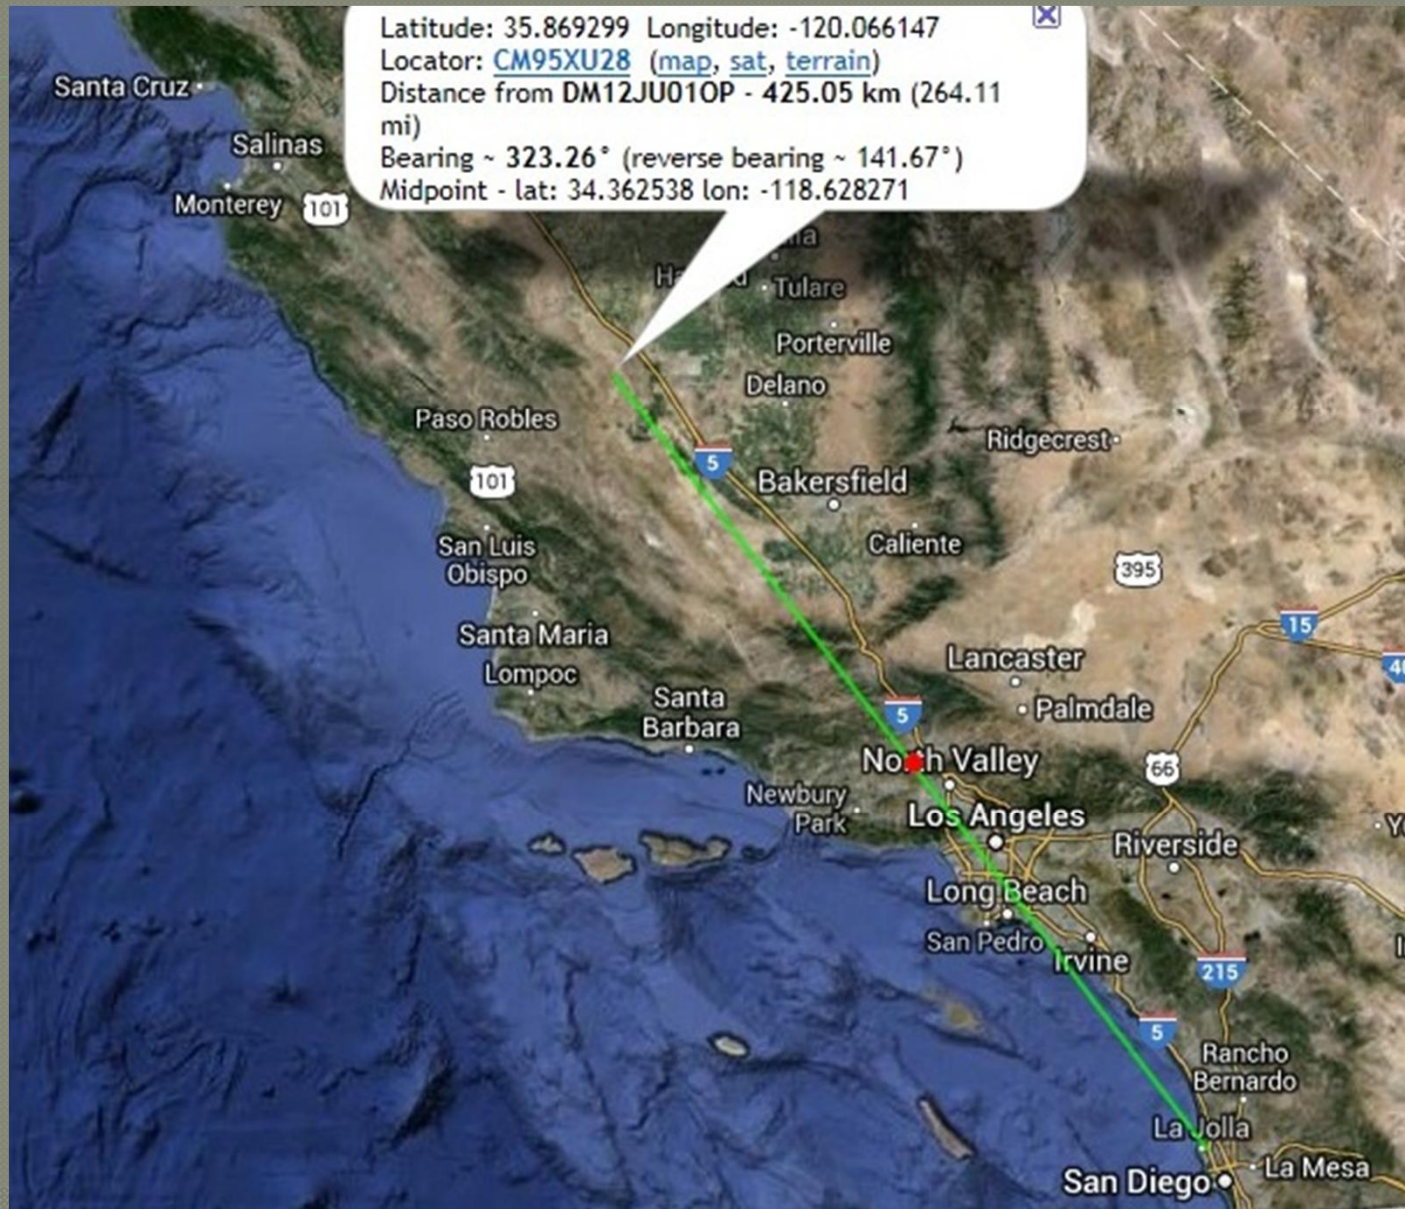 Latitude: 35.869299 Longitude: -120.066147
Locator: CM95XU28 (map, sat, terrain)
Distance from DM12JU01OP - 425.05 km (264.11
mi)
Bearing ~ 323.26° (reverse bearing ~ 141.67°)
Midpoint - lat: 34.362538 lon: -118.628271
Santa Cruz
Salinas
Monterey
101
Tulare
Porterville
Delano
Paso Robles
Ridgecrest
5
101
Bakersfield
San Luis
Obispo
Caliente
395
15
Santa Maria
Lompoc
Lancaster
40
Santa
Barbara
5
Palmdale
North Valley
66
Newbury
Park
Los Angeles
Riverside
Long Beach
San Pedro
Irvine
215
5
Rancho
Bernardo
La Jolla
San Diego
La Mesa